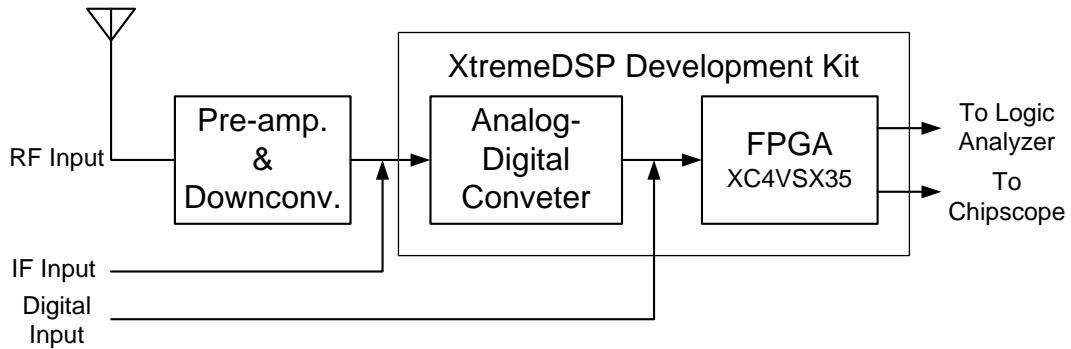 XtremeDSP Development Kit
RF Input
Pre-amp.
&
Downconv.
Analog-
Digital
Conveter
FPGA
XC4VSX35
To Logic
Analyzer
To
Chipscope
IF Input
Digital
Input